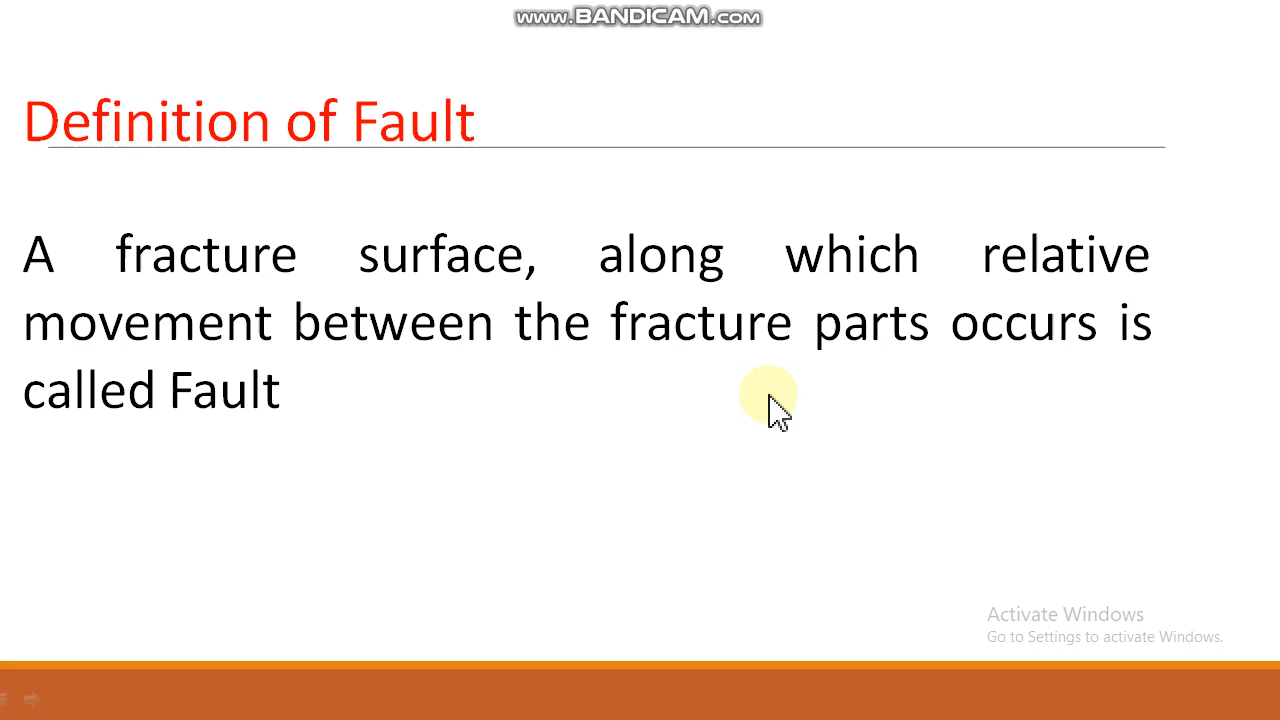 www.BANDICAM.com
Definition of Fault
A fracture surface, along which relative
movement between the fracture parts occurs is
called Fault
Activate Windows
Go to Settings to activate Windows.